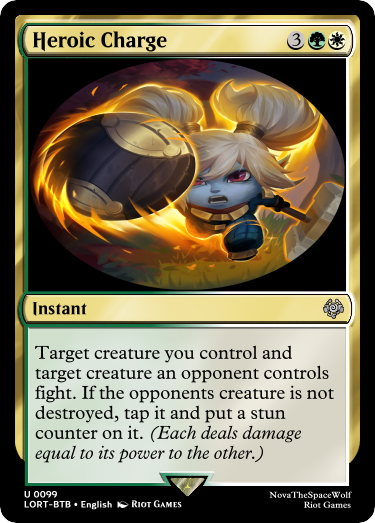 Heroic Charge 3
Instant
Target creature you control and
target creature an opponent controls
fight. If the opponents creature is not
destroyed, tap it and put a stun
counter on it. (Each deals damage
equal to its power to the other.)
U 0099
LORT-BTB • English Riot Games
NovaTheSpaceWolf
Riot Games